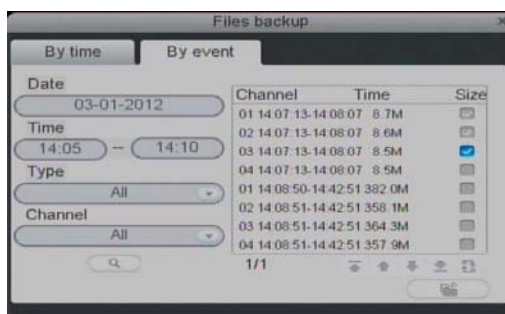 Files backup
×
By time
By event
Date
03-01-2012
Time
14:05 – 14:10
Type
All
Channel
All
Channel Time Size
01 14:07:13-14:08:07 8.7M
02 14:07:13-14:08:07 8.6M
03 14:07:13-14:08:07 8.5M
04 14:07:13-14:08:07 8.5M
01 14:08:50-14:42:51 382.0M
02 14:08:51-14:42:51 358.1M
03 14:08:51-14:42:51 364.3M
04 14:08:51-14:42:51 357.9M
1/1